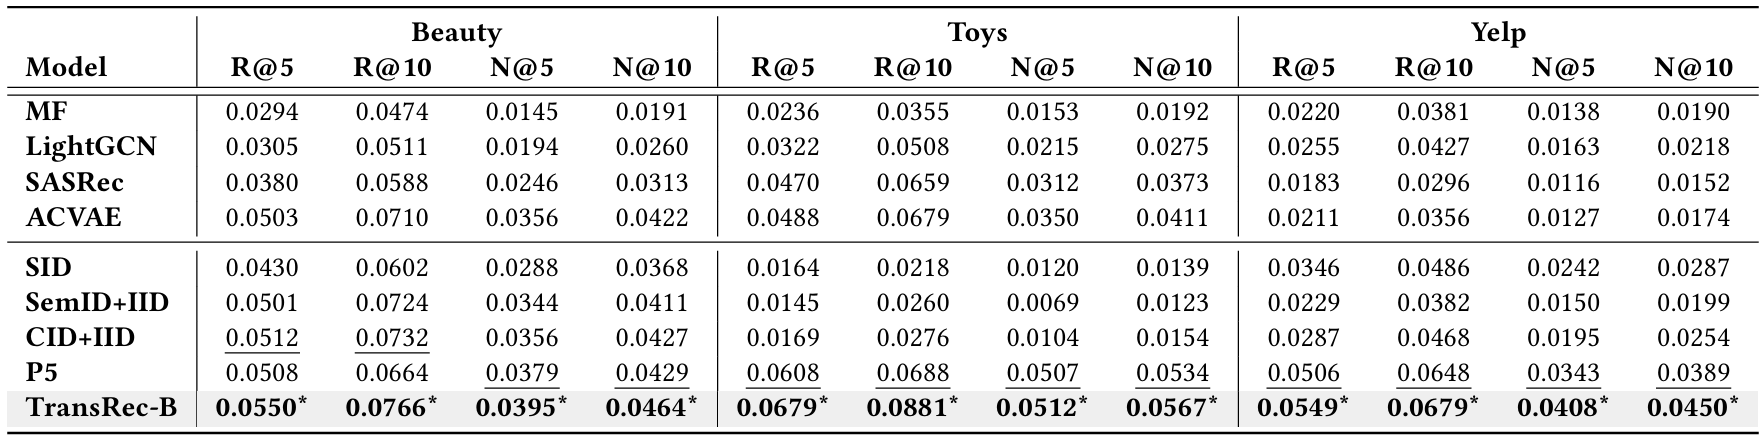 Beauty Toys Yelp
Model R@5 R@10 N@5 N@10 R@5 R@10 N@5 N@10 R@5 R@10 N@5 N@10
MF 0.0294 0.0474 0.0145 0.0191 0.0236 0.0355 0.0153 0.0192 0.0220 0.0381 0.0138 0.0190
LightGCN 0.0305 0.0511 0.0194 0.0260 0.0322 0.0508 0.0215 0.0275 0.0255 0.0427 0.0163 0.0218
SASRec 0.0380 0.0588 0.0246 0.0313 0.0470 0.0659 0.0312 0.0373 0.0183 0.0296 0.0116 0.0152
ACVAE 0.0503 0.0710 0.0356 0.0422 0.0488 0.0679 0.0350 0.0411 0.0211 0.0356 0.0127 0.0174
SID 0.0430 0.0602 0.0288 0.0368 0.0164 0.0218 0.0120 0.0139 0.0346 0.0486 0.0242 0.0287
SemID+IID 0.0501 0.0724 0.0344 0.0411 0.0145 0.0260 0.0069 0.0123 0.0229 0.0382 0.0150 0.0199
CID+IID 0.0512 0.0732 0.0356 0.0427 0.0169 0.0276 0.0104 0.0154 0.0287 0.0468 0.0195 0.0254
P5 0.0508 0.0664 0.0379 0.0429 0.0608 0.0688 0.0507 0.0534 0.0506 0.0648 0.0343 0.0389
TransRec-B 0.0550* 0.0766* 0.0395* 0.0464* 0.0679* 0.0881* 0.0512* 0.0567* 0.0549* 0.0679* 0.0408* 0.0450*